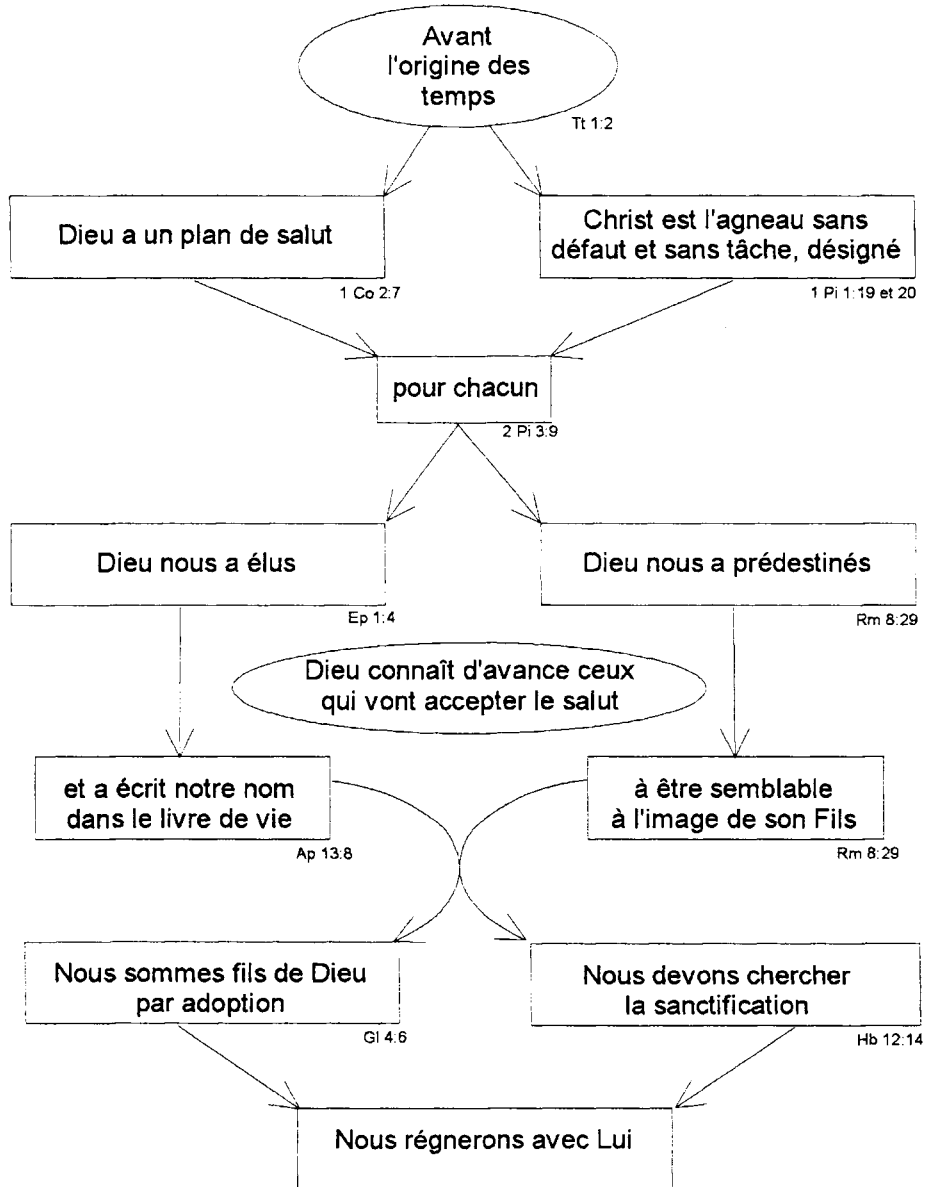 Avant
l'origine des
temps
Tt 1:2
Dieu a un plan de salut
1 Co 2:7
Christ est l'agneau sans
défaut et sans tâche, désigné
1 Pi 1:19 et 20
pour chacun
2 Pi 3:9
Dieu nous a élus
Ep 1:4
Dieu nous a prédestinés
Rm 8:29
Dieu connaît d'avance ceux
qui vont accepter le salut
et a écrit notre nom
dans le livre de vie
Ap 13:8
à être semblable
à l'image de son Fils
Rm 8:29
Nous sommes fils de Dieu
par adoption
Gl 4:6
Nous devons chercher
la sanctification
Hb 12:14
Nous régnerons avec Lui